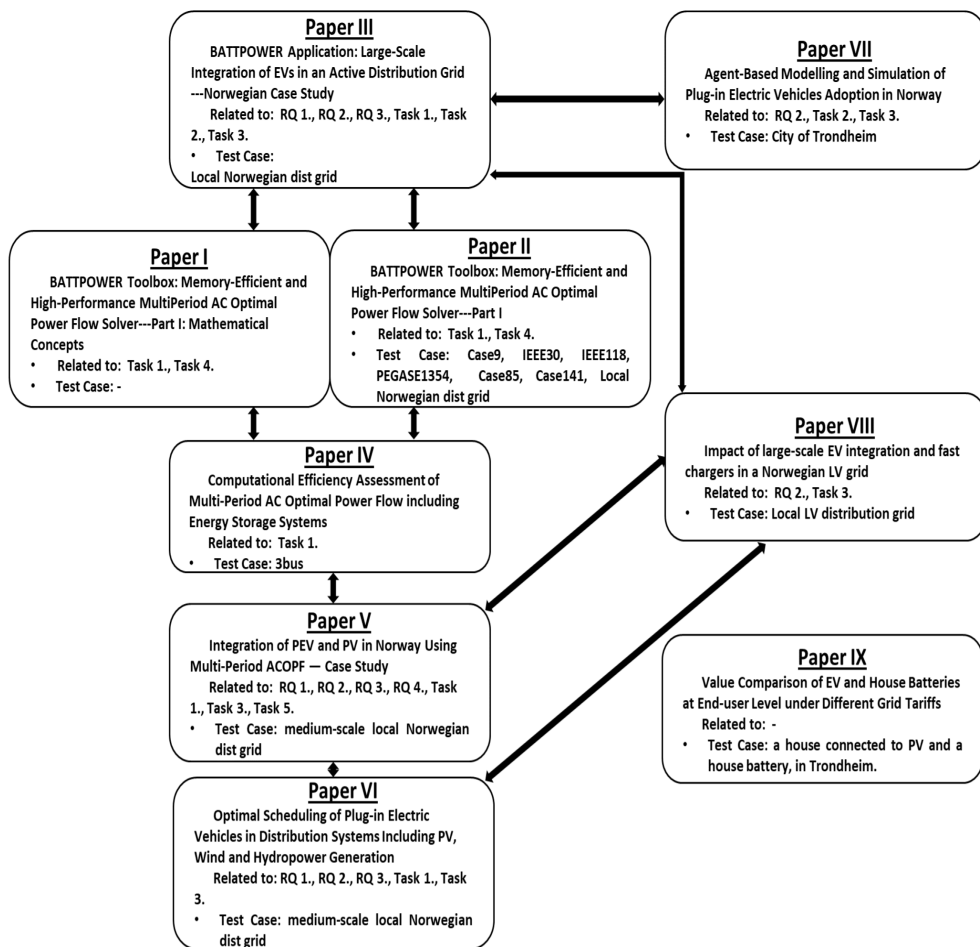 Paper III
BATTPOWER Application: Large-Scale
Integration of EVs in an Active Distribution Grid
---Norwegian Case Study
Related to: RQ 1., RQ 2., RQ 3., Task 1., Task
2., Task 3.
• Test Case:
Local Norwegian dist grid
Paper VII
Agent-Based Modelling and Simulation of
Plug-in Electric Vehicles Adoption in Norway
Related to: RQ 2., Task 2., Task 3.
• Test Case: City of Trondheim
Paper I
BATTPOWER Toolbox: Memory-Efficient and
High-Performance MultiPeriod AC Optimal
Power Flow Solver---Part I: Mathematical
Concepts
• Related to: Task 1., Task 4.
• Test Case: -
Paper II
BATTPOWER Toolbox: Memory-Efficient and
High-Performance MultiPeriod AC Optimal
Power Flow Solver---Part I
• Related to: Task 1., Task 4.
• Test Case: Case9, IEEE30, IEEE118,
PEGASE1354, Case85, Case141, Local
Norwegian dist grid
Paper IV
Computational Efficiency Assessment of
Multi-Period AC Optimal Power Flow including
Energy Storage Systems
Related to: Task 1.
• Test Case: 3bus
Paper VIII
Impact of large-scale EV integration and fast
chargers in a Norwegian LV grid
Related to: RQ 2., Task 3.
• Test Case: Local LV distribution grid
Paper V
Integration of PEV and PV in Norway Using
Multi-Period ACOPF — Case Study
Related to: RQ 1., RQ 2., RQ 3., RQ 4., Task
1., Task 3., Task 5.
• Test Case: medium-scale local Norwegian
dist grid
Paper IX
Value Comparison of EV and House Batteries
at End-user Level under Different Grid Tariffs
Related to: -
• Test Case: a house connected to PV and a
house battery, in Trondheim.
Paper VI
Optimal Scheduling of Plug-in Electric
Vehicles in Distribution Systems Including PV,
Wind and Hydropower Generation
Related to: RQ 1., RQ 2., RQ 3., Task 1., Task
3.
• Test Case: medium-scale local Norwegian
dist grid